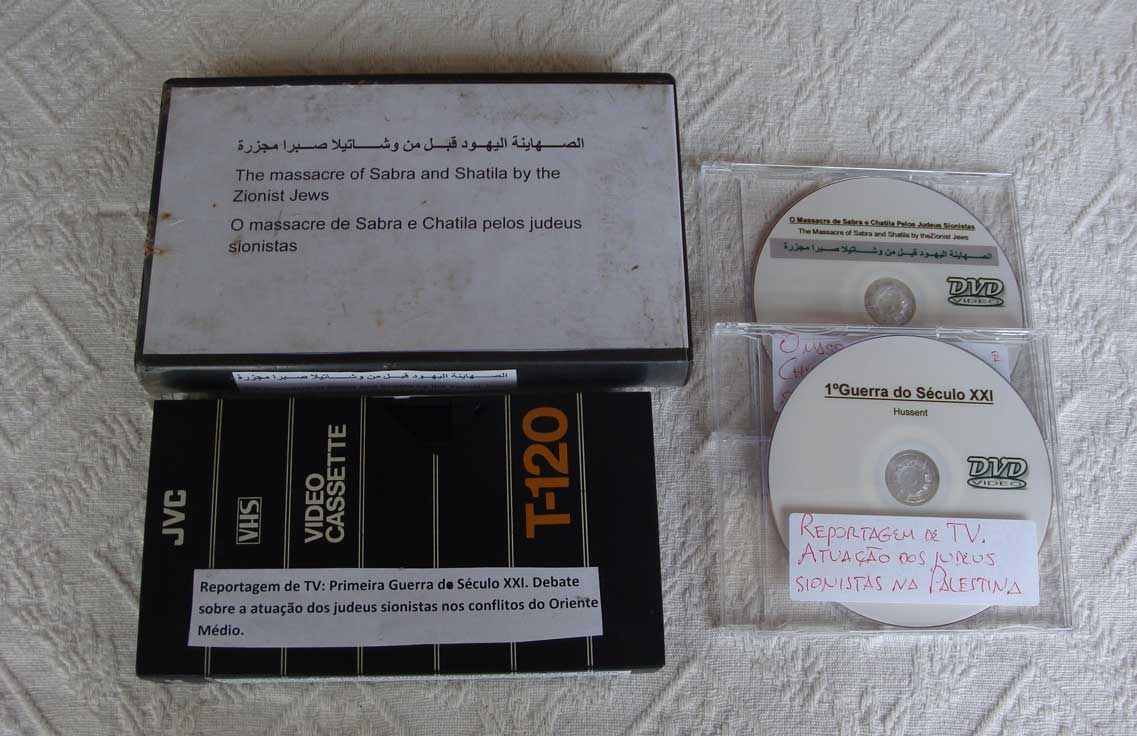 الصهاينة اليهود قبل من وشاتيلا صبرا مجزرة
The massacre of Sabra and Shatila by the
Zionist Jews
O massacre de Sabra e Chatila pelos judeus
sionistas
الصهاينة اليهود قبل من وشاتيلا صبرا مجزرة
JVC
VHS
VIDEO
CASSETTE
T-120
Reportagem de TV: Primeira Guerra do Século XXI. Debate
sobre a atuação dos judeus sionistas nos conflitos do Oriente
Médio.
O Massacre de Sabra e Chatila Pelos Judeus Sionistas
The Massacre of Sabra and Shatila by theZionist Jews
الصهاينة اليهود قبل من وشاتيلا صبرا مجزرة
DVD
VIDEO
1ºGuerra do Século XXI
Hussent
DVD
VIDEO
REPORTAGEM DE TV.
ATUAÇÃO DOS JUDEUS
SIONISTAS NA PALESTINA